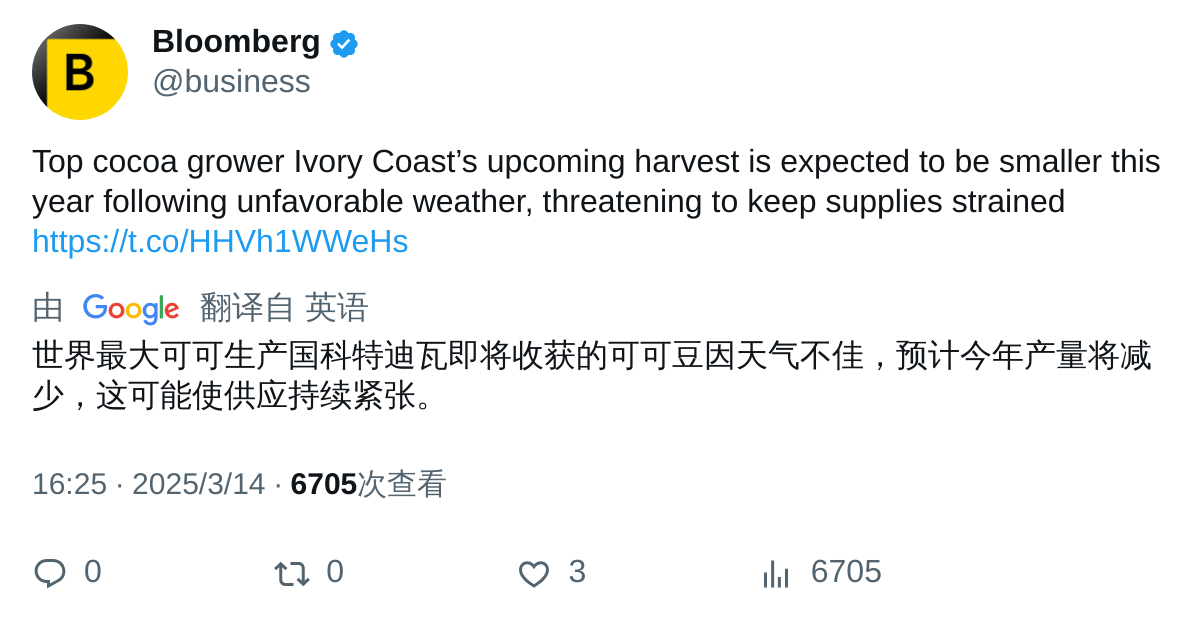 B
Bloomberg
@business
Top cocoa grower Ivory Coast’s upcoming harvest is expected to be smaller this
year following unfavorable weather, threatening to keep supplies strained
https://t.co/HHVh1WWeHs
由 Google 翻译自 英语
世界最大可可生产国科特迪瓦即将收获的可可豆因天气不佳，预计今年产量将减
少，这可能使供应持续紧张。
16:25 · 2025/3/14 · 6705次查看
0 0 3 6705